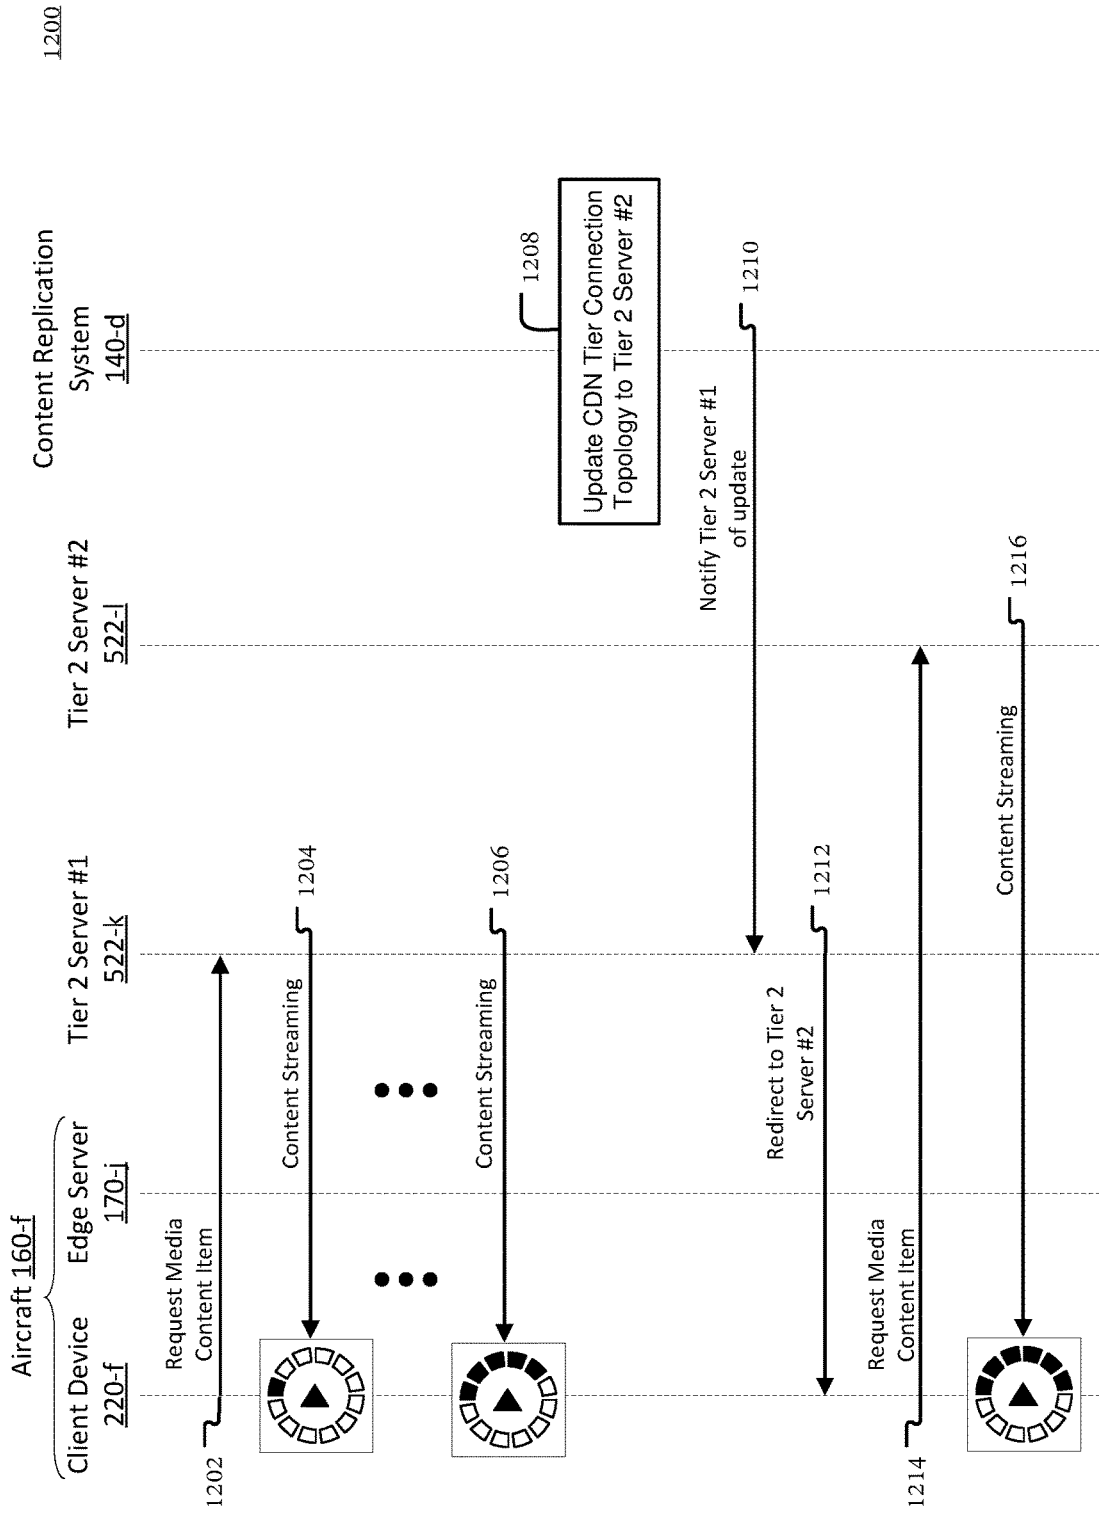 1200
Aircraft 160-f
Client Device
220-f
Edge Server
170-j
Tier 2 Server #1
522-k
Tier 2 Server #2
522-l
Content Replication
System
140-d
1202
Request Media
Content Item
Content Streaming
1204
Content Streaming
1206
1208
Update CDN Tier Connection
Topology to Tier 2 Server #2
Notify Tier 2 Server #1
of update
1210
Redirect to Tier 2
Server #2
1212
1214
Request Media
Content Item
Content Streaming
1216